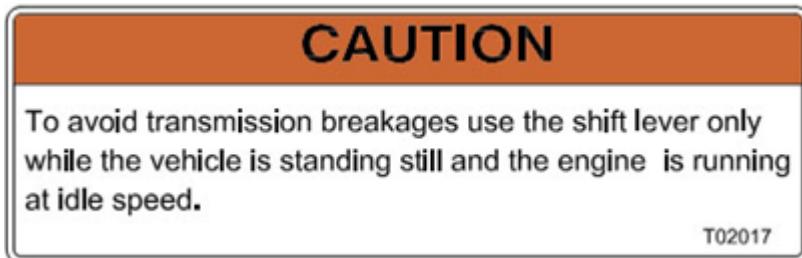 CAUTION
To avoid transmission breakages use the shift lever only
while the vehicle is standing still and the engine is running
at idle speed.
T02017